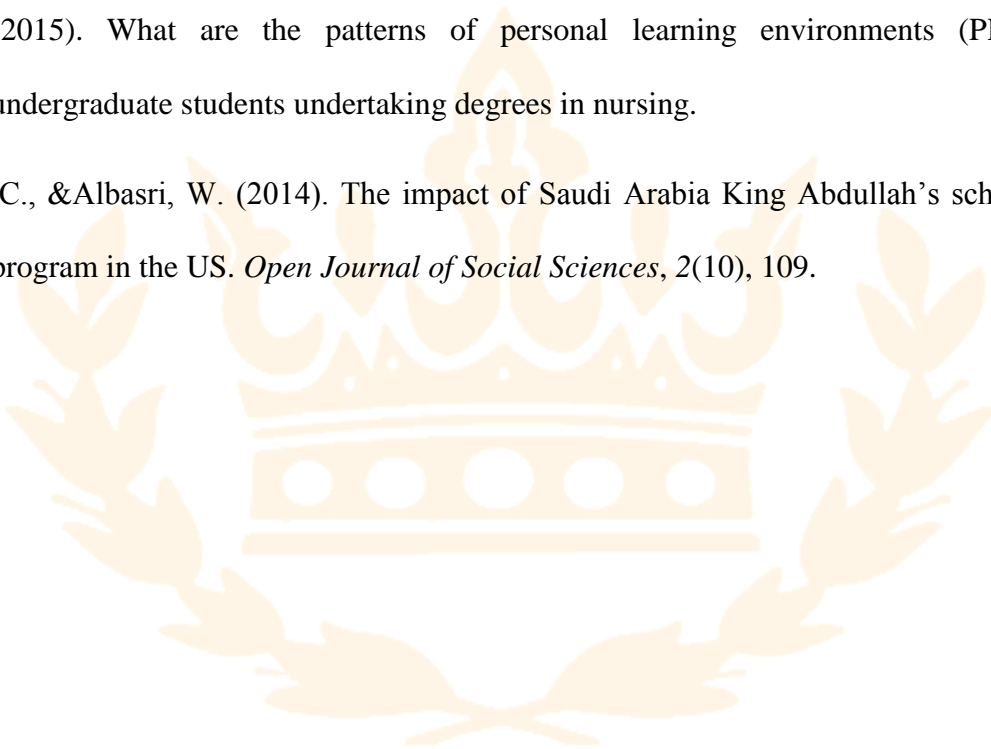 2015). What are the patterns of personal learning environments (Pl
undergraduate students undertaking degrees in nursing.
C., &Albasri, W. (2014). The impact of Saudi Arabia King Abdullah’s sch
program in the US. Open Journal of Social Sciences, 2(10), 109.